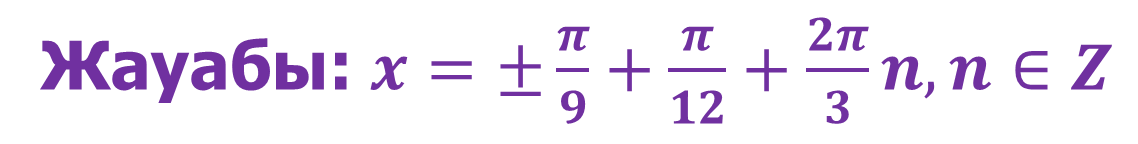 Жауабы: x = ± π/9 + π/12 + 2π/3 n, n ∈ Z